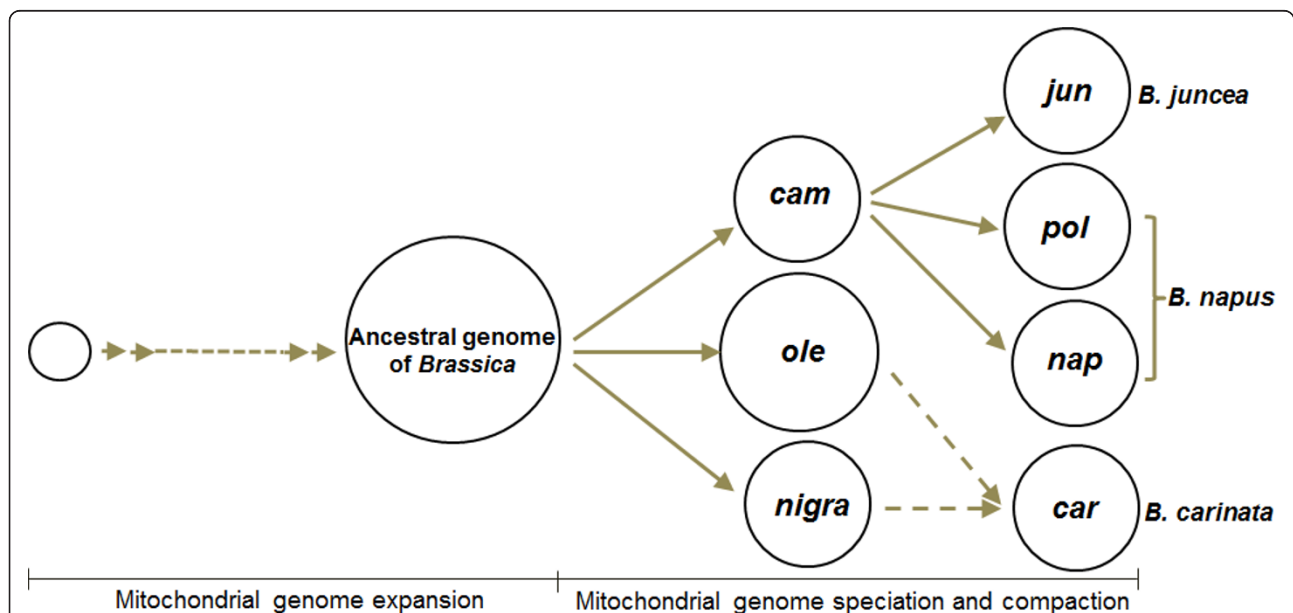 jun
B. juncea
cam
pol
Ancestral genome
of Brassica
ole
B. napus
nap
nigra
car
B. carinata
Mitochondrial genome expansion
Mitochondrial genome speciation and compaction